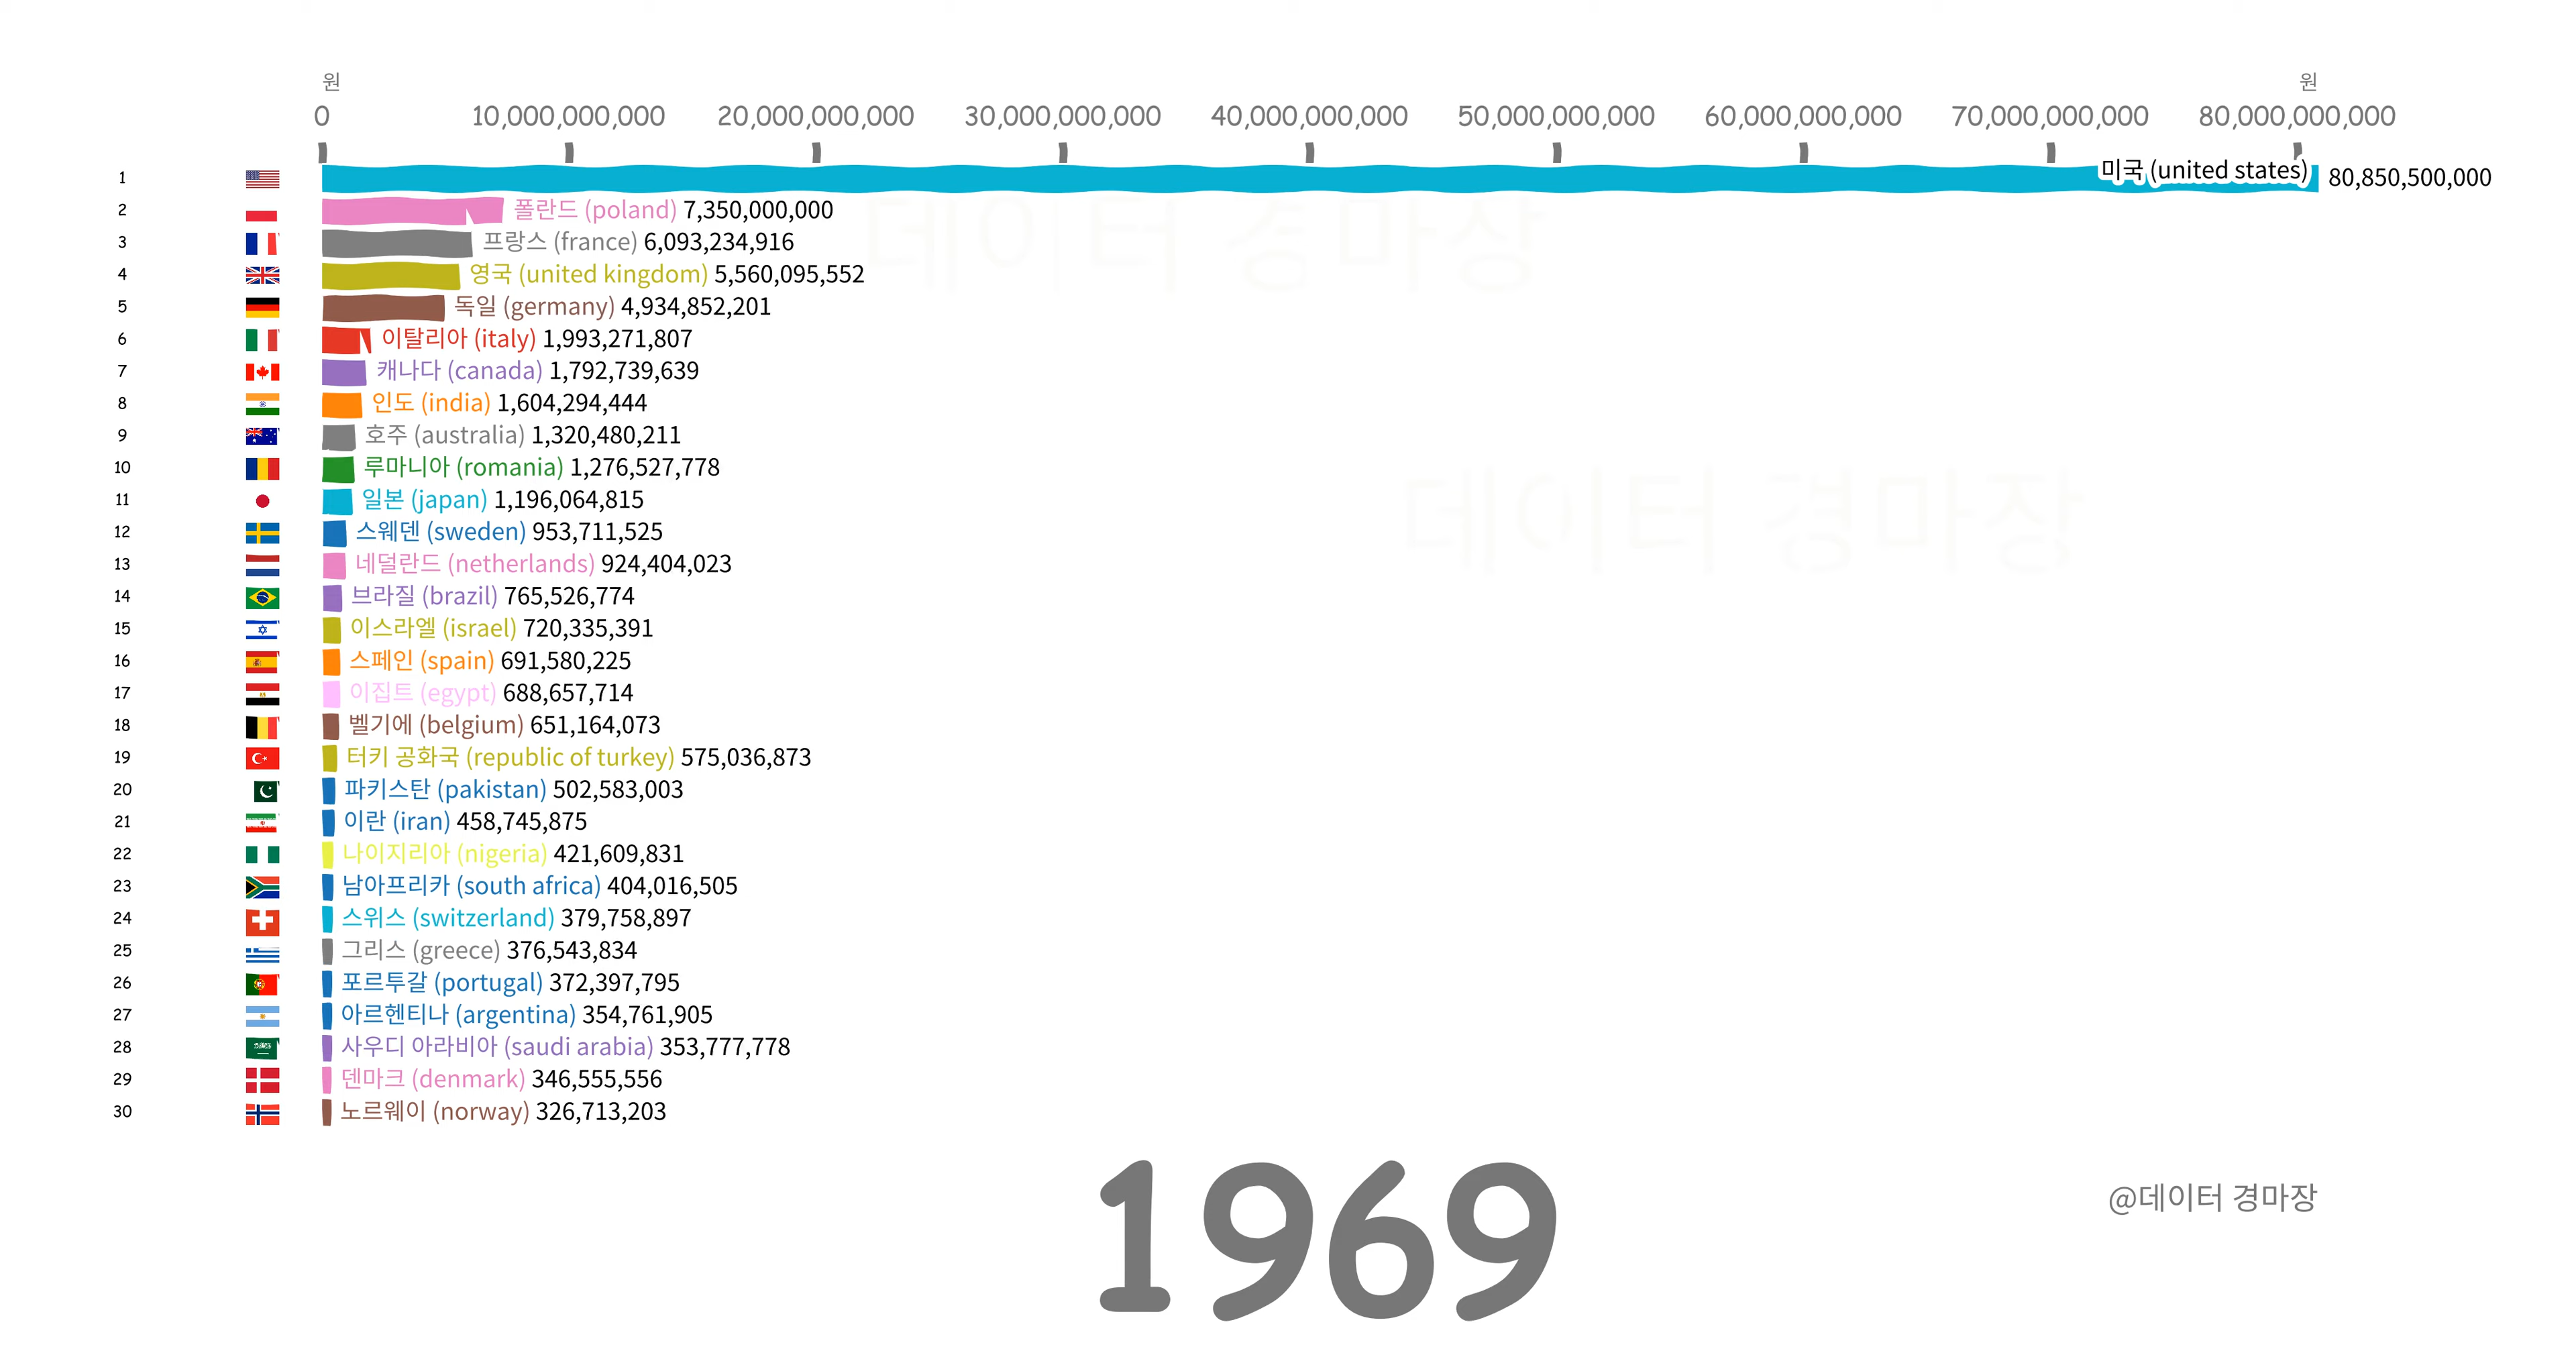 원 원
0 10,000,000,000 20,000,000,000 30,000,000,000 40,000,000,000 50,000,000,000 60,000,000,000 70,000,000,000 80,000,000,000
1 미국 (united states) 80,850,500,000
2 폴란드 (poland) 7,350,000,000
3 프랑스 (france) 6,093,234,916
4 영국 (united kingdom) 5,560,095,552
5 독일 (germany) 4,934,852,201
6 이탈리아 (italy) 1,993,271,807
7 캐나다 (canada) 1,792,739,639
8 인도 (india) 1,604,294,444
9 호주 (australia) 1,320,480,211
10 루마니아 (romania) 1,276,527,778
11 일본 (japan) 1,196,064,815
12 스웨덴 (sweden) 953,711,525
13 네덜란드 (netherlands) 924,404,023
14 브라질 (brazil) 765,526,774
15 이스라엘 (israel) 720,335,391
16 스페인 (spain) 691,580,225
17 이집트 (egypt) 688,657,714
18 벨기에 (belgium) 651,164,073
19 터키 공화국 (republic of turkey) 575,036,873
20 파키스탄 (pakistan) 502,583,003
21 이란 (iran) 458,745,875
22 나이지리아 (nigeria) 421,609,831
23 남아프리카 (south africa) 404,016,505
24 스위스 (switzerland) 379,758,897
25 그리스 (greece) 376,543,834
26 포르투갈 (portugal) 372,397,795
27 아르헨티나 (argentina) 354,761,905
28 사우디 아라비아 (saudi arabia) 353,777,778
29 덴마크 (denmark) 346,555,556
30 노르웨이 (norway) 326,713,203
데이터 경마장
데이터 경마장
1969
@데이터 경마장